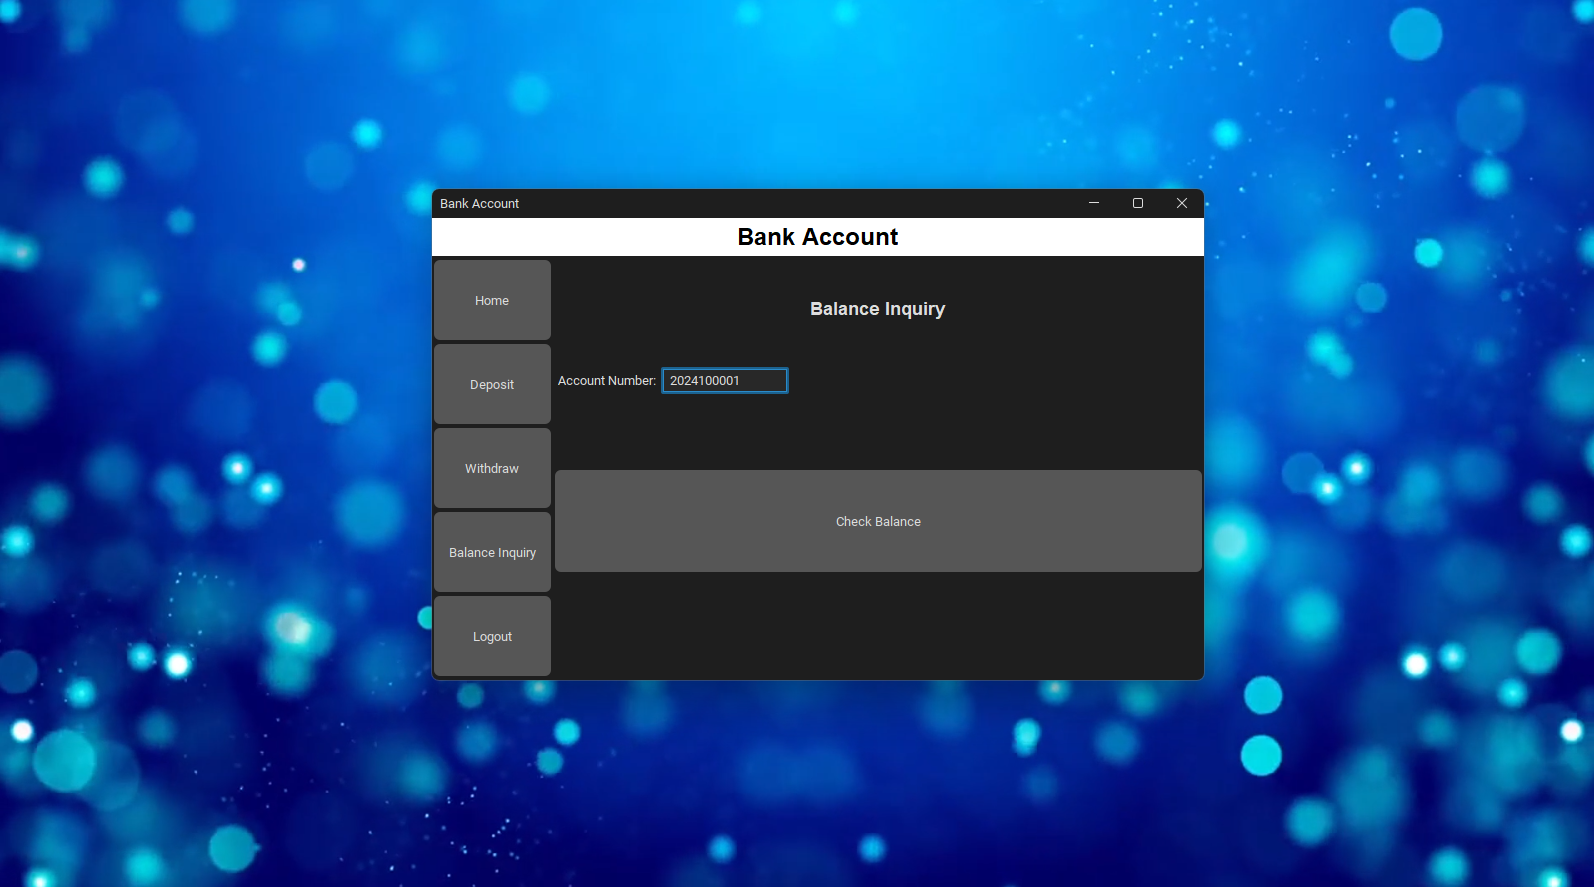 Bank Account
Bank Account
Home
Deposit
Withdraw
Balance Inquiry
Logout
Balance Inquiry
Account Number: 2024100001
Check Balance